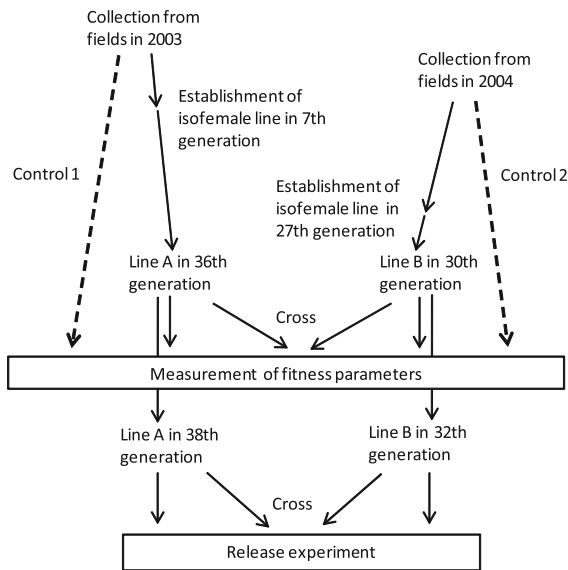 Collection from
fields in 2003
Collection from
fields in 2004
Establishment of
isofemale line in 7th
generation
Control 1
Control 2
Establishment of
isofemale line in
27th generation
Line A in 36th
generation
Line B in 30th
generation
Cross
Measurement of fitness parameters
Line A in 38th
generation
Line B in 32th
generation
Cross
Release experiment